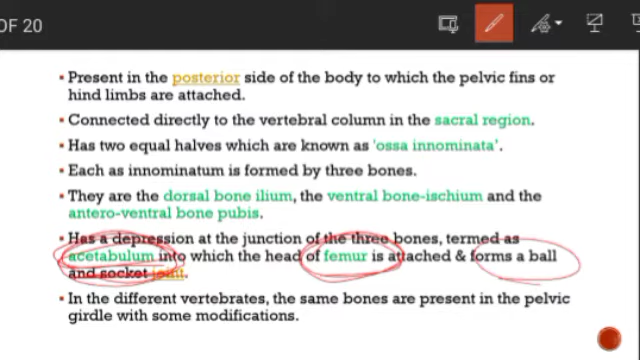 OF 20
▪ Present in the posterior side of the body to which the pelvic fins or
hind limbs are attached.
▪ Connected directly to the vertebral column in the sacral region.
▪ Has two equal halves which are known as 'ossa innominata'.
▪ Each as innominatum is formed by three bones.
▪ They are the dorsal bone ilium, the ventral bone-ischium and the
antero-ventral bone pubis.
▪ Has a depression at the junction of the three bones, termed as
acetabulum into which the head of femur is attached & forms a ball
and socket joint.
▪ In the different vertebrates, the same bones are present in the pelvic
girdle with some modifications.